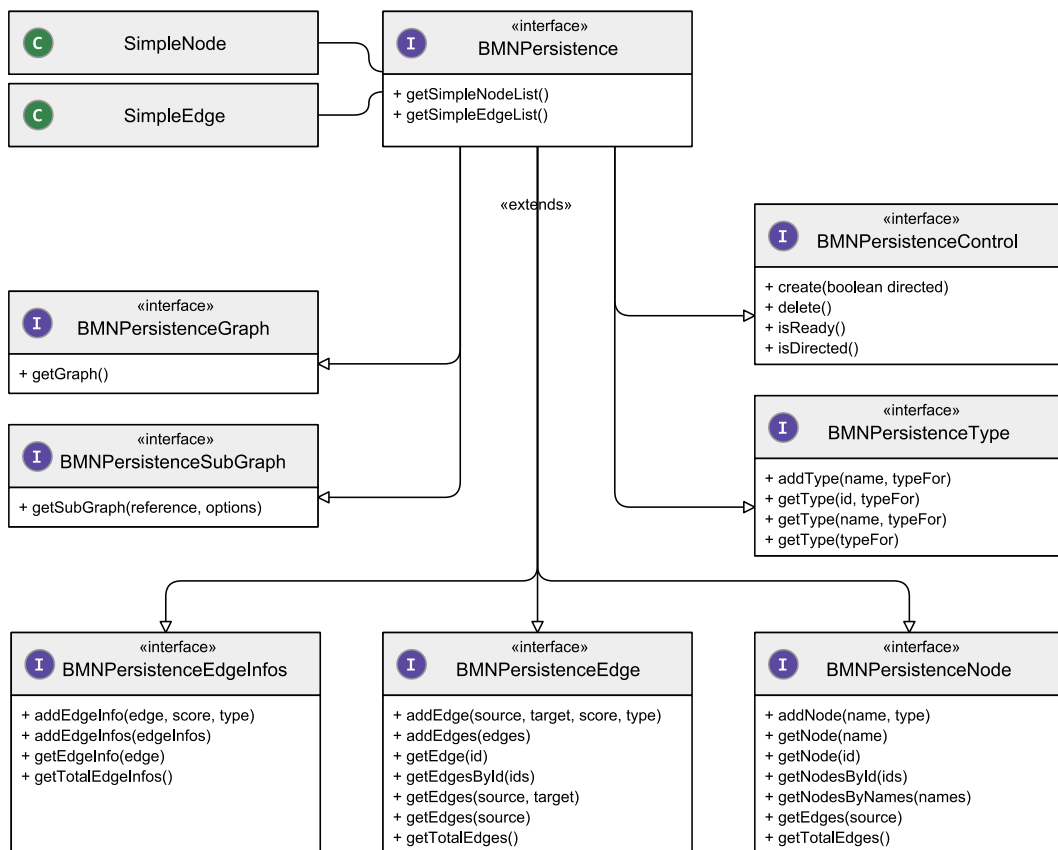 C
SimpleNode
C
SimpleEdge
«interface»
I
BMNPersistence
+ getSimpleNodeList()
+ getSimpleEdgeList()
«extends»
«interface»
I
BMNPersistenceControl
+ create(boolean directed)
+ delete()
+ isReady()
+ isDirected()
«interface»
I
BMNPersistenceGraph
+ getGraph()
«interface»
I
BMNPersistenceType
+ addType(name, typeFor)
+ getType(id, typeFor)
+ getType(name, typeFor)
+ getType(typeFor)
«interface»
I
BMNPersistenceSubGraph
+ getSubGraph(reference, options)
«interface»
I
BMNPersistenceEdgeInfos
+ addEdgeInfo(edge, score, type)
+ addEdgeInfos(edgeInfos)
+ getEdgeInfo(edge)
+ getTotalEdgeInfos()
«interface»
I
BMNPersistenceEdge
+ addEdge(source, target, score, type)
+ addEdges(edges)
+ getEdge(id)
+ getEdgesById(ids)
+ getEdges(source, target)
+ getEdges(source)
+ getTotalEdges()
«interface»
I
BMNPersistenceNode
+ addNode(name, type)
+ getNode(name)
+ getNode(id)
+ getNodesById(ids)
+ getNodesByNames(names)
+ getEdges(source)
+ getTotalEdges()